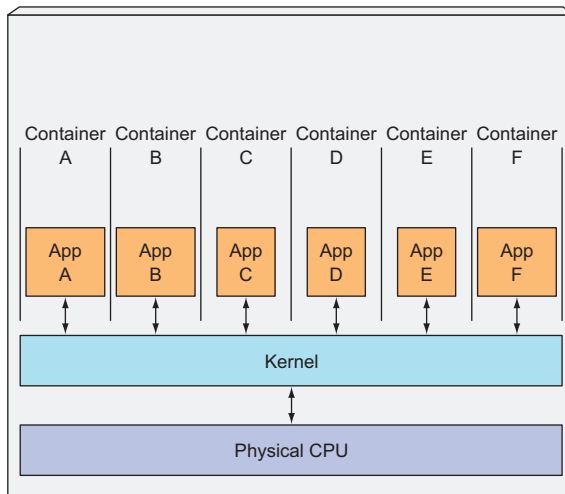 Container Container Container Container Container Container
A B C D E F
App App App App App App
A B C D E F
Kernel
Physical CPU